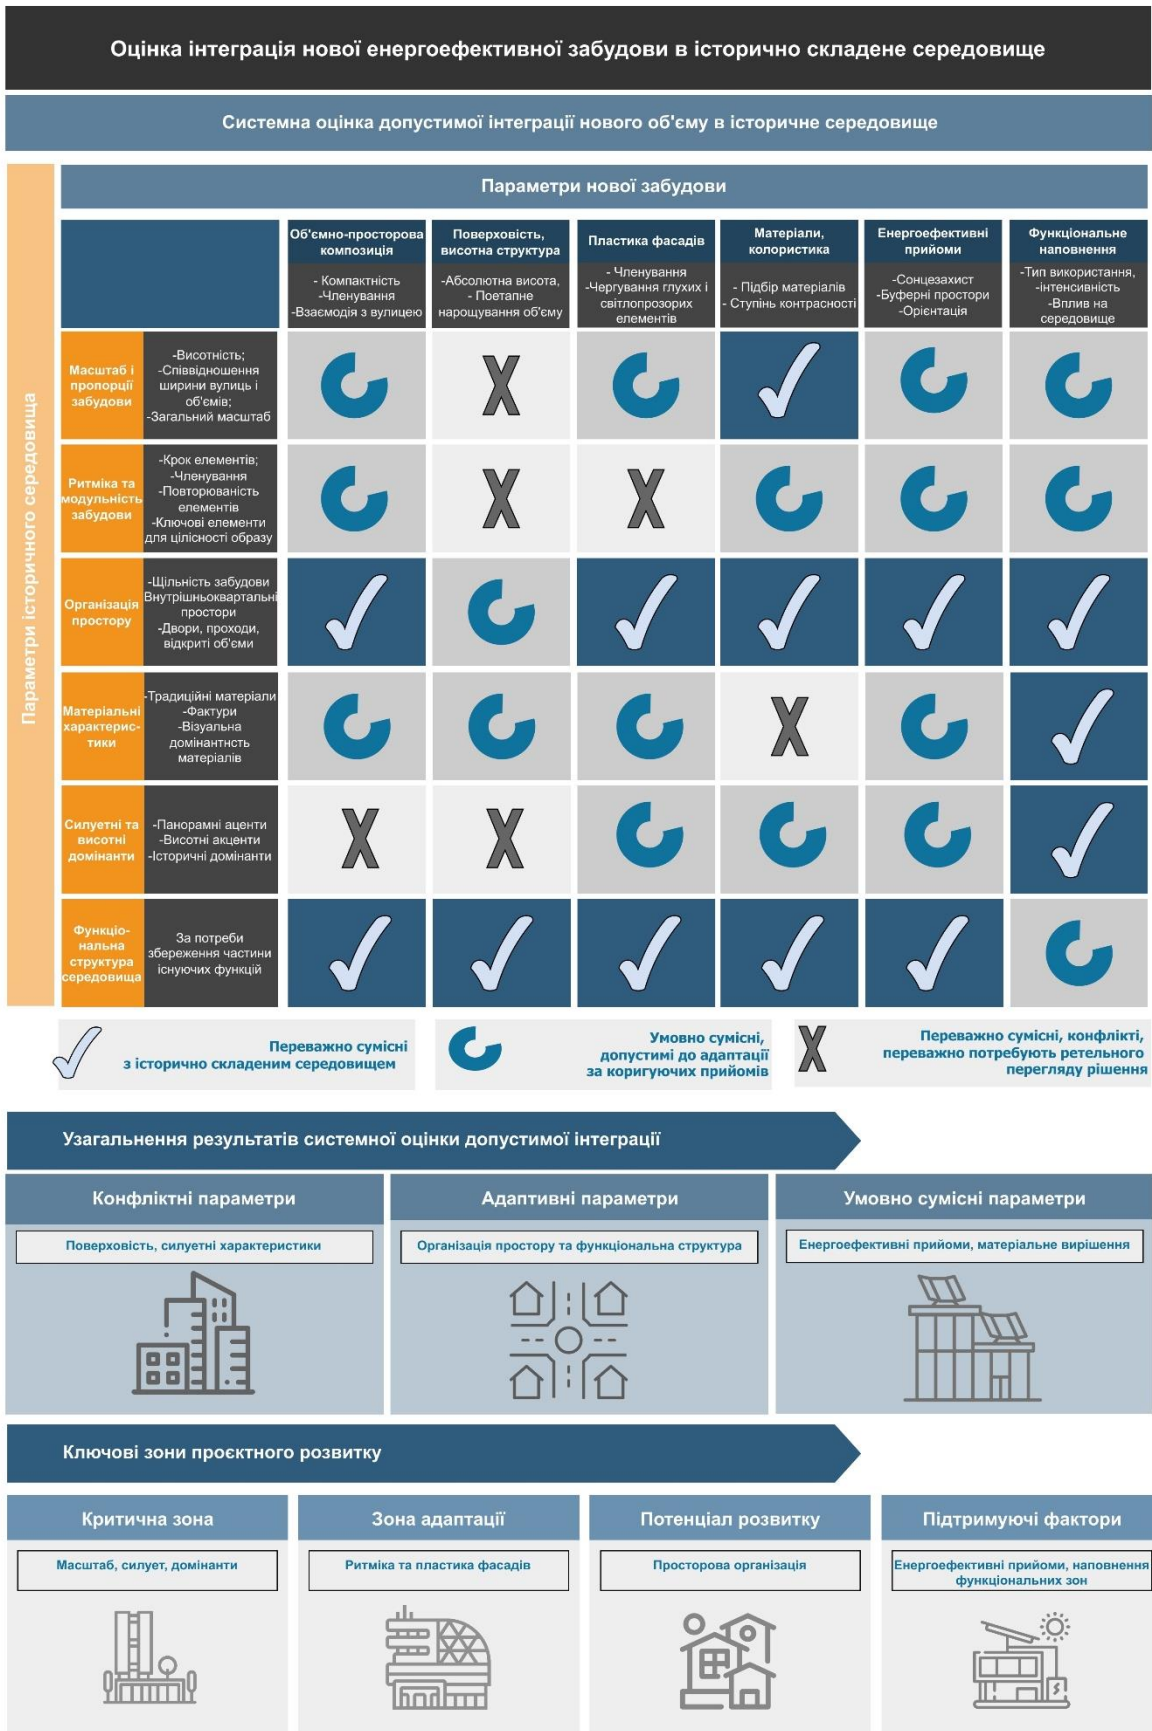 Оцінка інтеграція нової енергоефективної забудови в історично складене середовище
Системна оцінка допустимої інтеграції нового об'єму в історичне середовище
Параметри історичного середовища
Параметри нової забудови
Об'ємно-просторова
композиція
- Компактність
-Членування
-Взаємодія з вулицею
Поверховість,
висотна структура
-Абсолютна висота,
- Поетапне
нарощування об'єму
Пластика фасадів
- Членування
-Чергування глухих і
світлопрозорих
елементів
Матеріали,
колористика
- Підбір матеріалів
- Ступінь контрасності
Енергоефективні
прийоми
- Сонцезахист
-Буферні простори
- Орієнтація
Функціональне
наповнення
-Тип використання,
-інтенсивність
- Вплив на
середовище
Масштаб і
пропорції
забудови
-Висотність;
-Співвідношення
ширини вулиць і
об'ємів;
-Загальний масштаб
X
Ритміка та
модульність
забудови
-Крок елементів;
-Членування
-Повторюваність
елементів
-Ключові елементи
для цілісності образу
X
X
Організація
простору
-Щільність забудови
Внутрішньоквартальні
простори
-Двори, проходи,
відкриті об'єми
Матеріальні
характерис-
тики
-Традиційні матеріали
-Фактури
-Візуальна
домінантнсть
матеріалів
X
Силуетні та
висотні
домінанти
-Панорамні аценти
-Висотні акценти
-Історичні домінанти
X
X
Функціо-
нальна
структура
середовища
За потреби
збереження частини
існуючих функцій
Переважно сумісні
з історично складеним середовищем
Умовно сумісні,
допустимі до адаптації
за коригуючих прийомів
X
Переважно сумісні, конфлікті,
переважно потребують ретельного
перегляду рішення
Узагальнення результатів системної оцінки допустимої інтеграції
Конфліктні параметри
Поверховість, силуетні характеристики
Адаптивні параметри
Організація простору та функціональна структура
Умовно сумісні параметри
Енергоефективні прийоми, матеріальне вирішення
Ключові зони проєктного розвитку
Критична зона
Масштаб, силует, домінанти
Зона адаптації
Ритміка та пластика фасадів
Потенціал розвитку
Просторова організація
Підтримуючі фактори
Енергоефективні прийоми, наповнення
функціональних зон